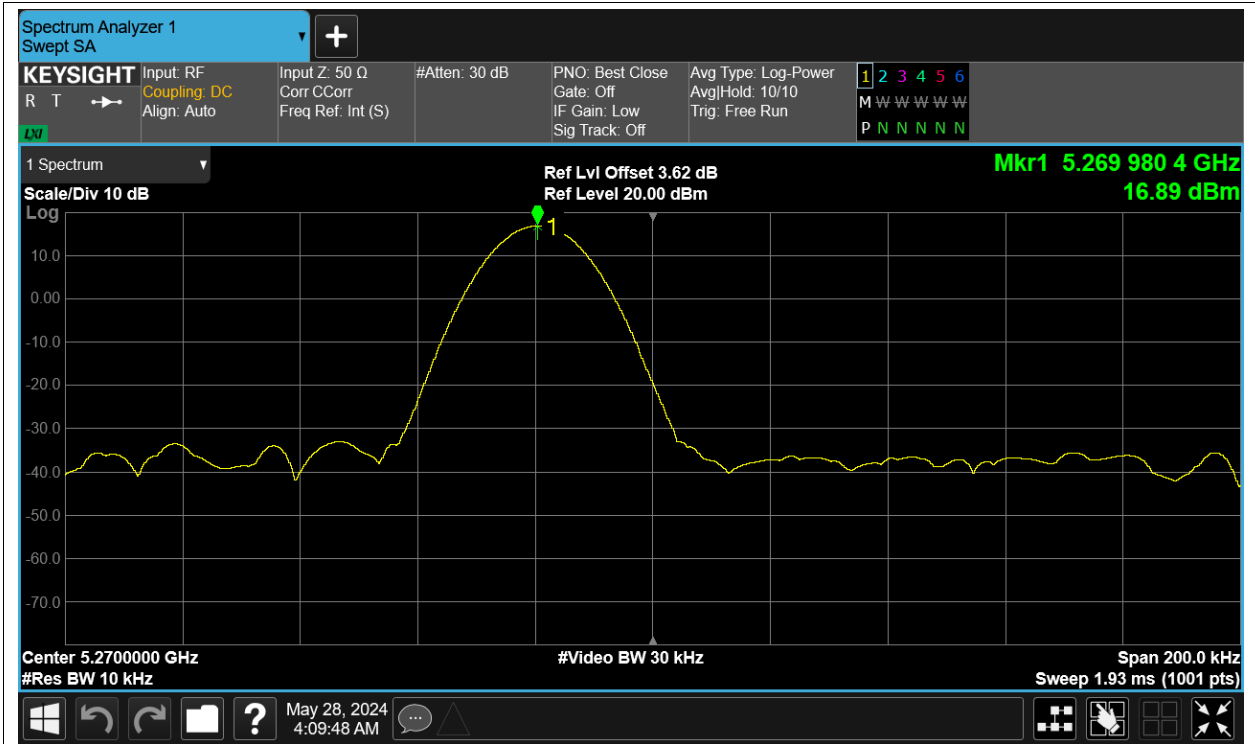 Spectrum Analyzer 1
Swept SA
KEYSIGHT
R T
LXI
Input: RF
Coupling: DC
Align: Auto
Input Z: 50 Ω
Corr CCorr
Freq Ref: Int (S)
#Atten: 30 dB
PNO: Best Close
Gate: Off
IF Gain: Low
Sig Track: Off
Avg Type: Log-Power
Avg|Hold: 10/10
Trig: Free Run
1 2 3 4 5 6
M W W W W W
P N N N N N
1 Spectrum
Scale/Div 10 dB
Log
Ref Lvl Offset 3.62 dB
Ref Level 20.00 dBm
Mkr1 5.269 980 4 GHz
16.89 dBm
1
10.0
0.00
-10.0
-20.0
-30.0
-40.0
-50.0
-60.0
-70.0
Center 5.2700000 GHz
#Res BW 10 kHz
#Video BW 30 kHz
Span 200.0 kHz
Sweep 1.93 ms (1001 pts)
?
May 28, 2024
4:09:48 AM